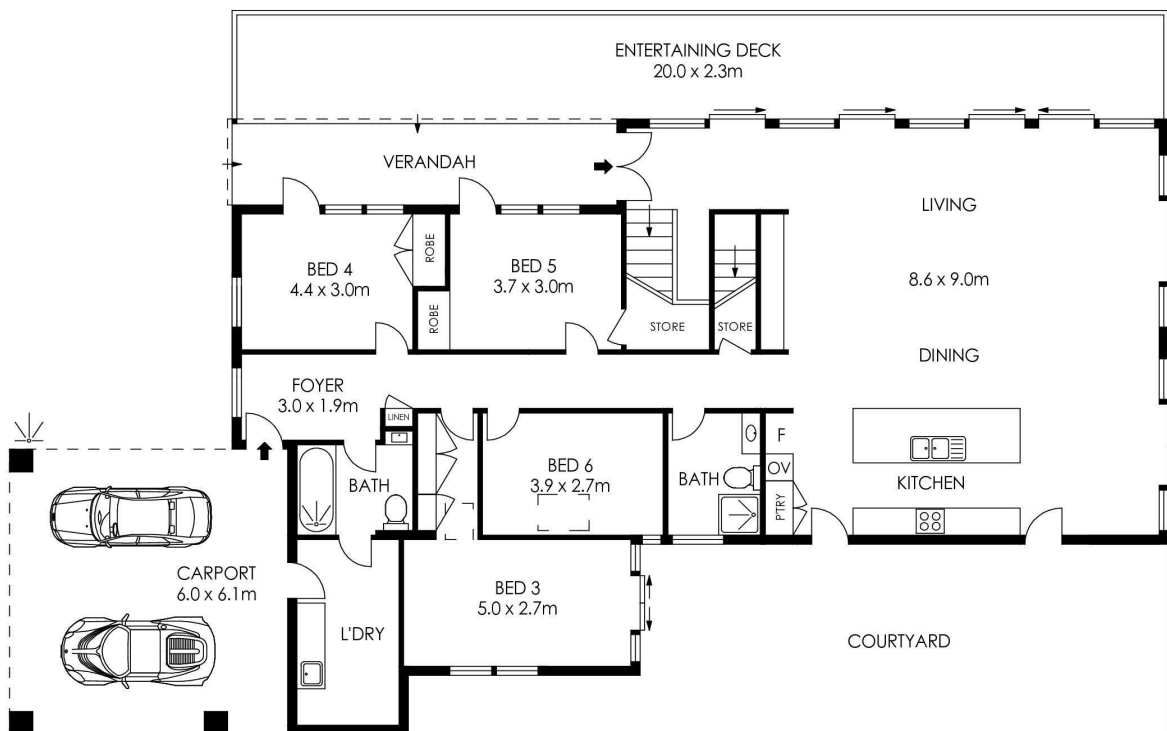 ENTERTAINING DECK
20.0 x 2.3m
VERANDAH
LIVING
BED 4
4.4 x 3.0m
ROBE
BED 5
3.7 x 3.0m
ROBE
8.6 x 9.0m
STORE
STORE
DINING
FOYER
3.0 x 1.9m
LINEN
F
BATH
BED 6
3.9 x 2.7m
BATH
OV
P'TRY
KITCHEN
CARPORT
6.0 x 6.1m
BED 3
5.0 x 2.7m
L'DRY
COURTYARD